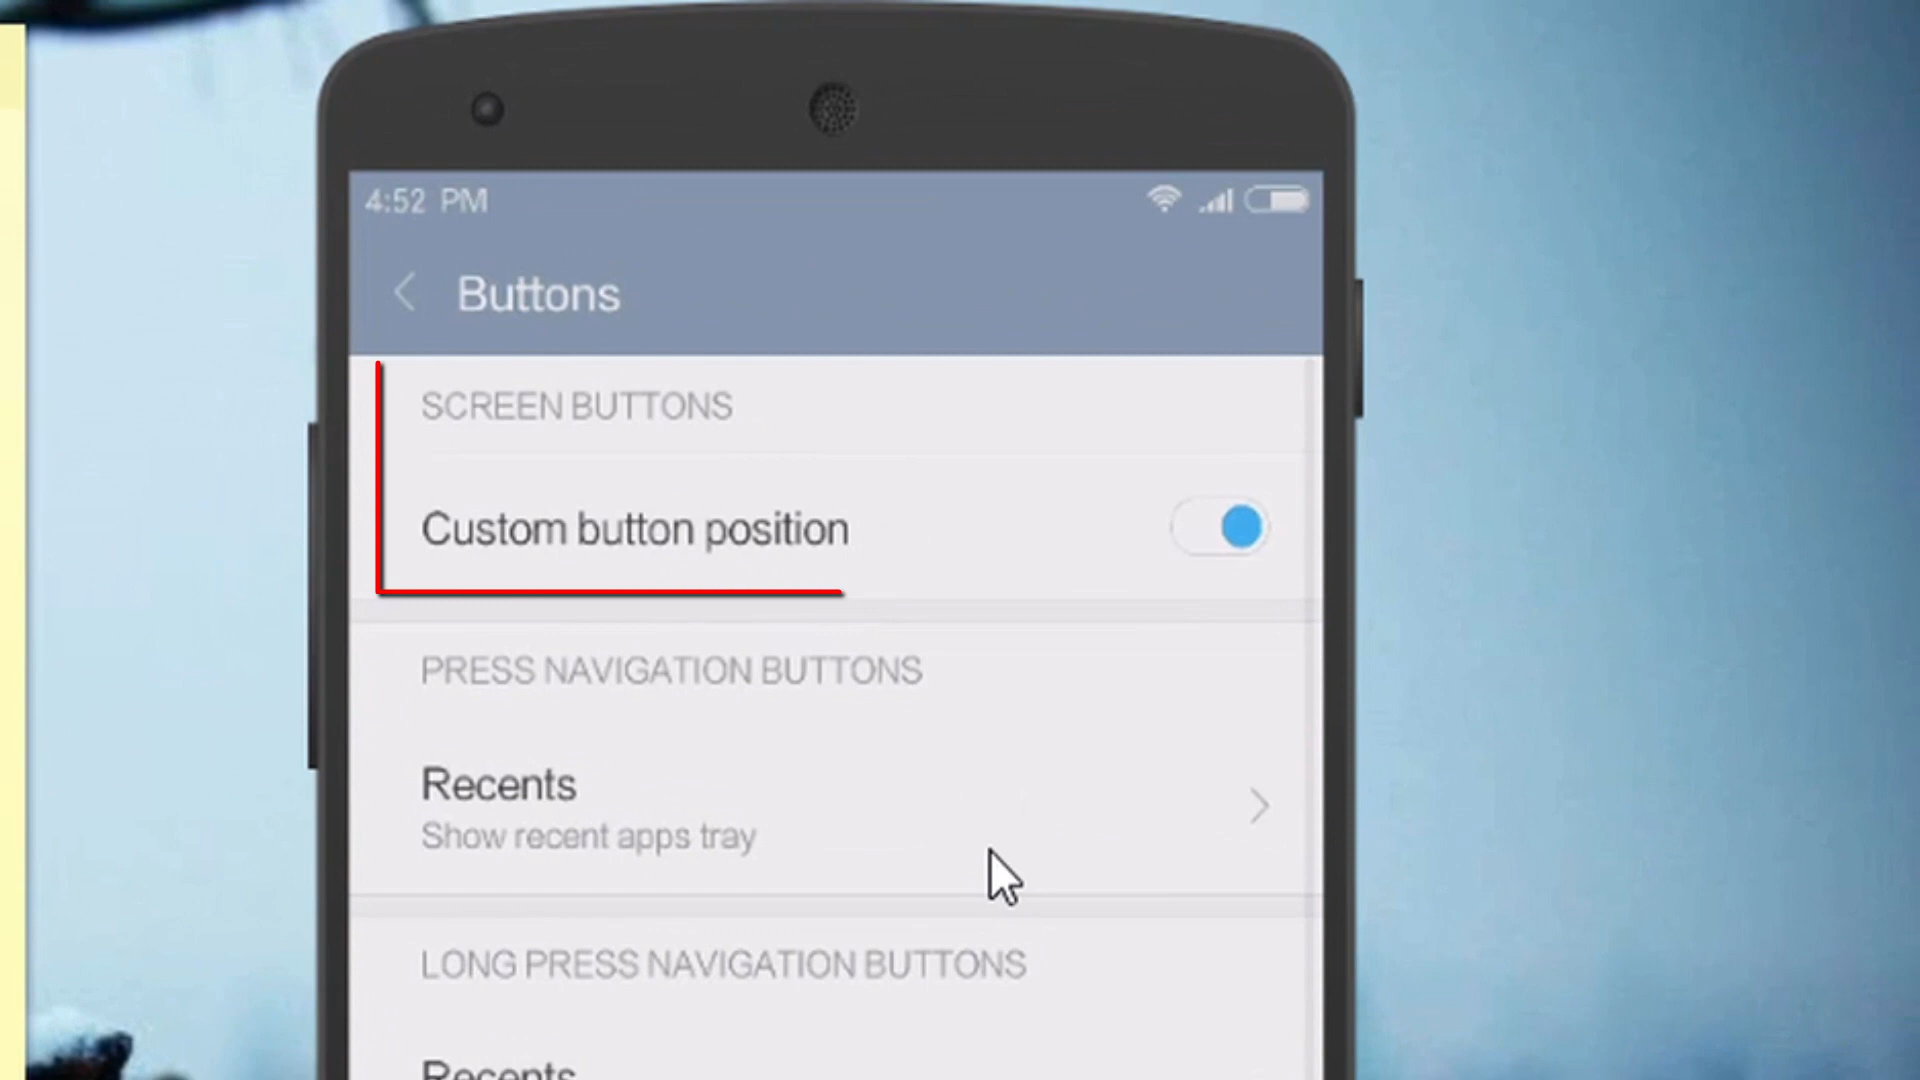 4:52 PM
Buttons
SCREEN BUTTONS
Custom button position
PRESS NAVIGATION BUTTONS
Recents
Show recent apps tray
LONG PRESS NAVIGATION BUTTONS
Recents